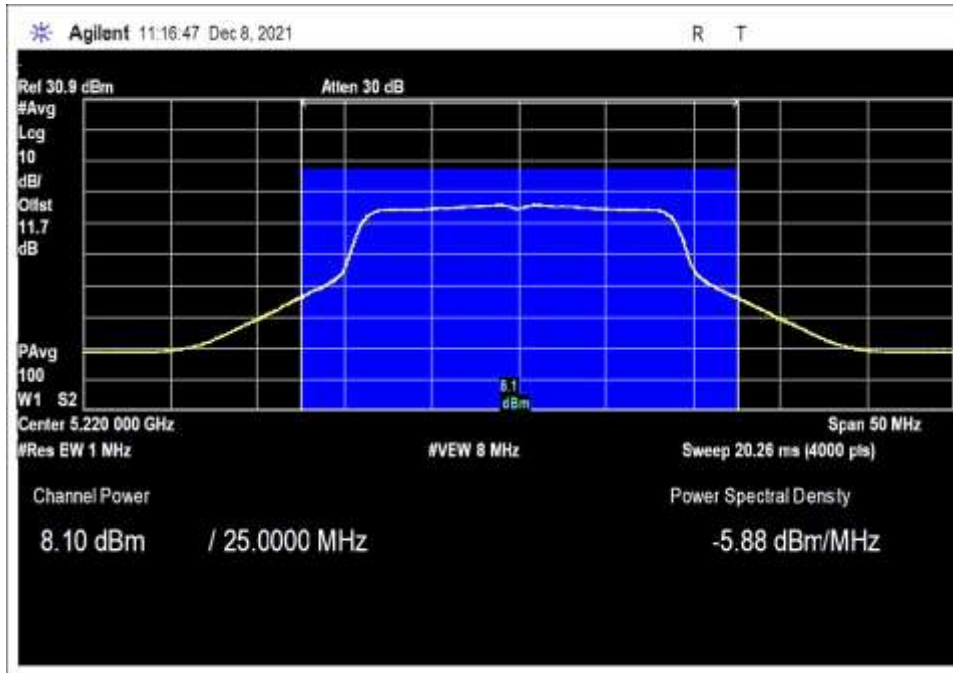 Agilent 11:16:47 Dec 8, 2021
R T
Ref 30.9 dBm
Atten 30 dB
#Avg
Log
10
dB/
Offst
11.7
dB
PAvg
100
W1 S2
8.1
dBm
Center 5.220 000 GHz
Span 50 MHz
#Res BW 1 MHz
#VBW 8 MHz
Sweep 20.26 ms (4000 pts)
Channel Power
Power Spectral Density
8.10 dBm / 25.0000 MHz
-5.88 dBm/MHz